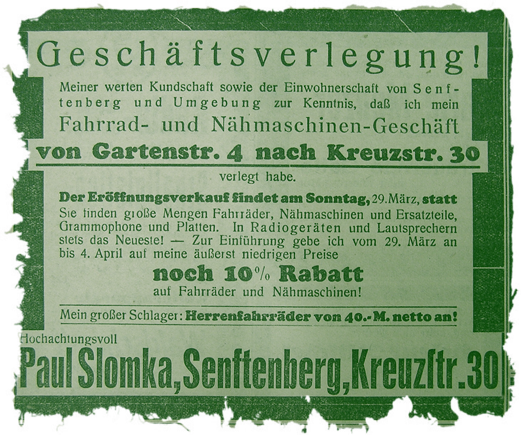 Geschäftsverlegung!
Meiner werten Kundschaft sowie der Einwohnerschaft von Senf-
tenberg und Umgebung zur Kenntnis, daß ich mein
Fahrrad- und Nähmaschinen-Geschäft
von Gartenstr. 4 nach Kreuzstr. 30
verlegt habe.
Der Eröffnungsverkauf findet am Sonntag, 29. März, statt
Sie finden große Mengen Fahrräder, Nähmaschinen und Ersatzteile,
Grammophone und Platten. In Radiogeräten und Lautsprechern
stets das Neueste! — Zur Einführung gebe ich vom 29. März an
bis 4. April auf meine äußerst niedrigen Preise
noch 10% Rabatt
auf Fahrräder und Nähmaschinen!
Mein großer Schlager: Herrenfahrräder von 40.-M. netto an!
Hochachtungsvoll
Paul Slomka, Senftenberg, Kreuzſtr. 30